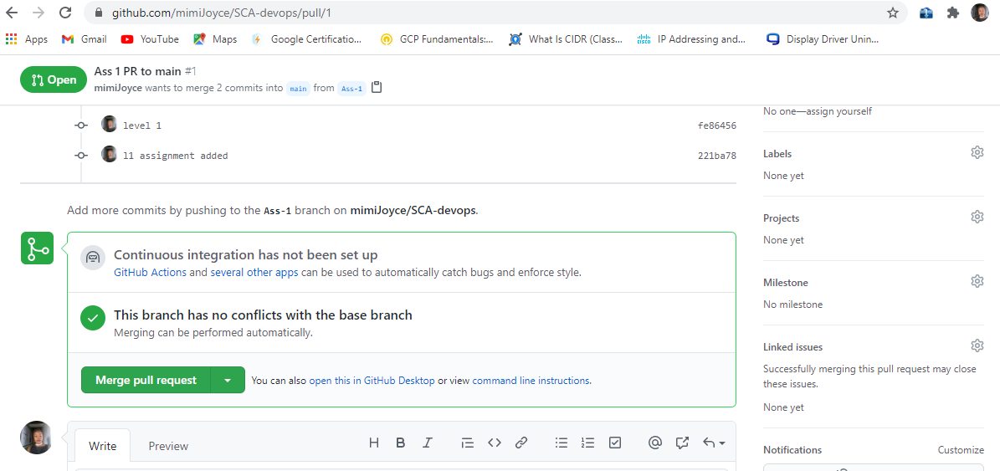 github.com/mimiJoyce/SCA-devops/pull/1
Apps Gmail YouTube Maps Google Certificatio... GCP Fundamentals:... What Is CIDR (Class... IP Addressing and... Display Driver Unin...
Open
Ass 1 PR to main #1
mimiJoyce wants to merge 2 commits into main from Ass-1
No one—assign yourself
level 1 fe86456
l1 assignment added 221ba78
Labels
None yet
Add more commits by pushing to the Ass-1 branch on mimiJoyce/SCA-devops.
Projects
None yet
Continuous integration has not been set up
GitHub Actions and several other apps can be used to automatically catch bugs and enforce style.
Milestone
No milestone
This branch has no conflicts with the base branch
Merging can be performed automatically.
Linked issues
Successfully merging this pull request may close
these issues.
None yet
Merge pull request
You can also open this in GitHub Desktop or view command line instructions.
Write Preview
Notifications Customize